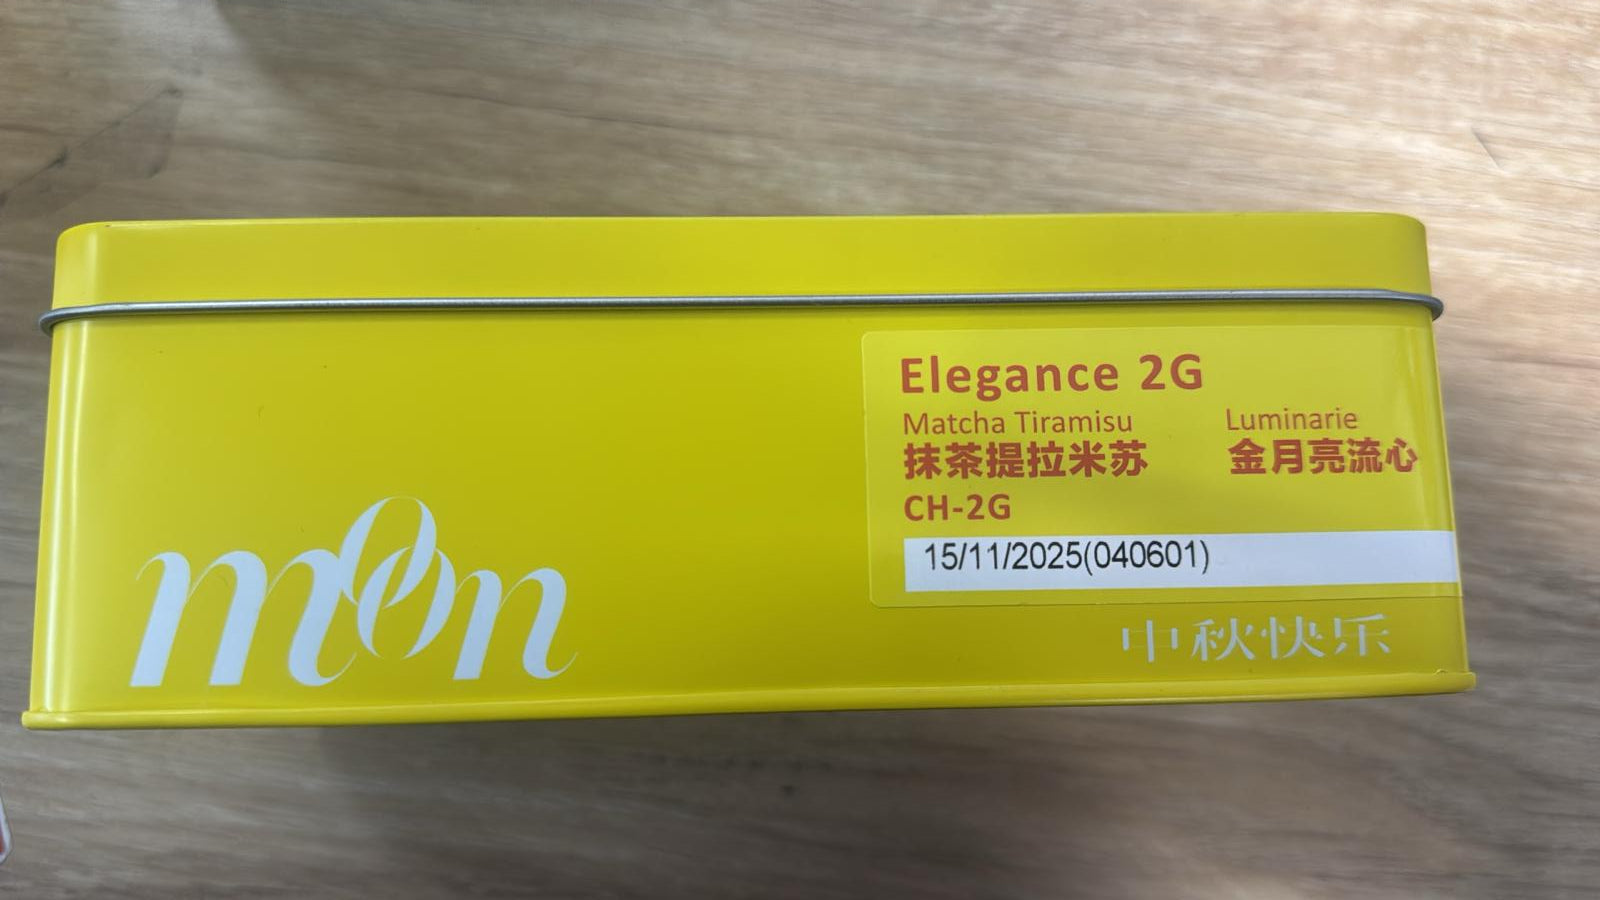 moon
Elegance 2G
Matcha Tiramisu Luminarie
抹茶提拉米苏 金月亮流心
CH-2G
15/11/2025(040601)
中秋快乐